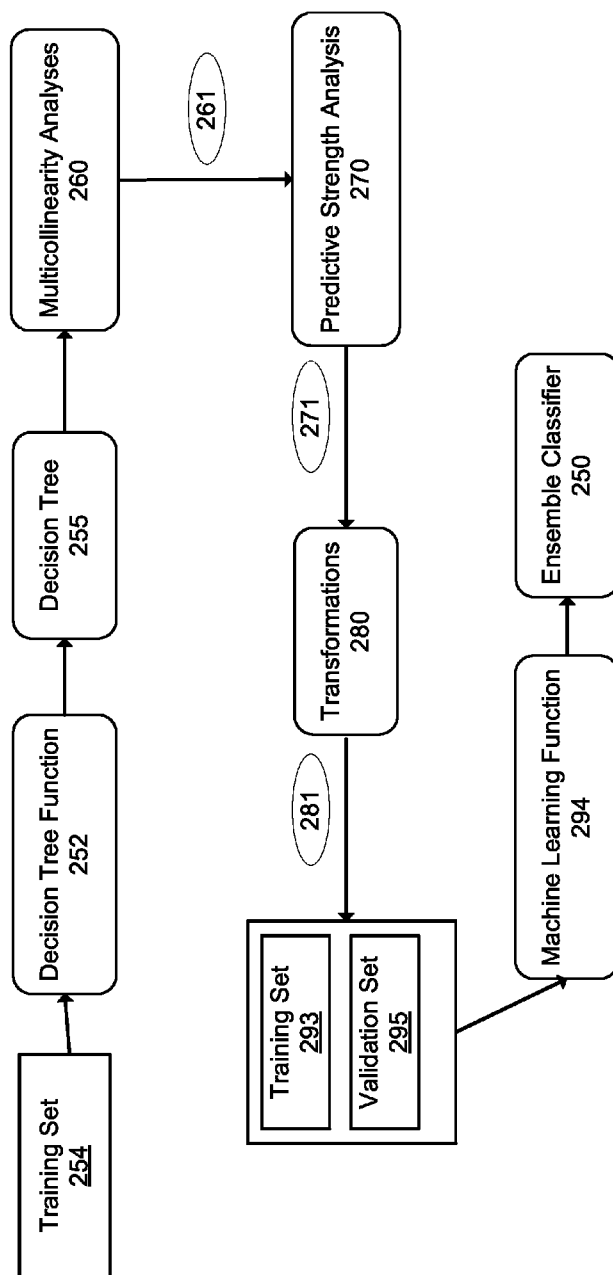 Training Set
254
Decision Tree Function
252
Decision Tree
255
Multicollinearity Analyses
260
261
Predictive Strength Analysis
270
271
Transformations
280
281
Training Set
293
Validation Set
295
Machine Learning Function
294
Ensemble Classifier
250